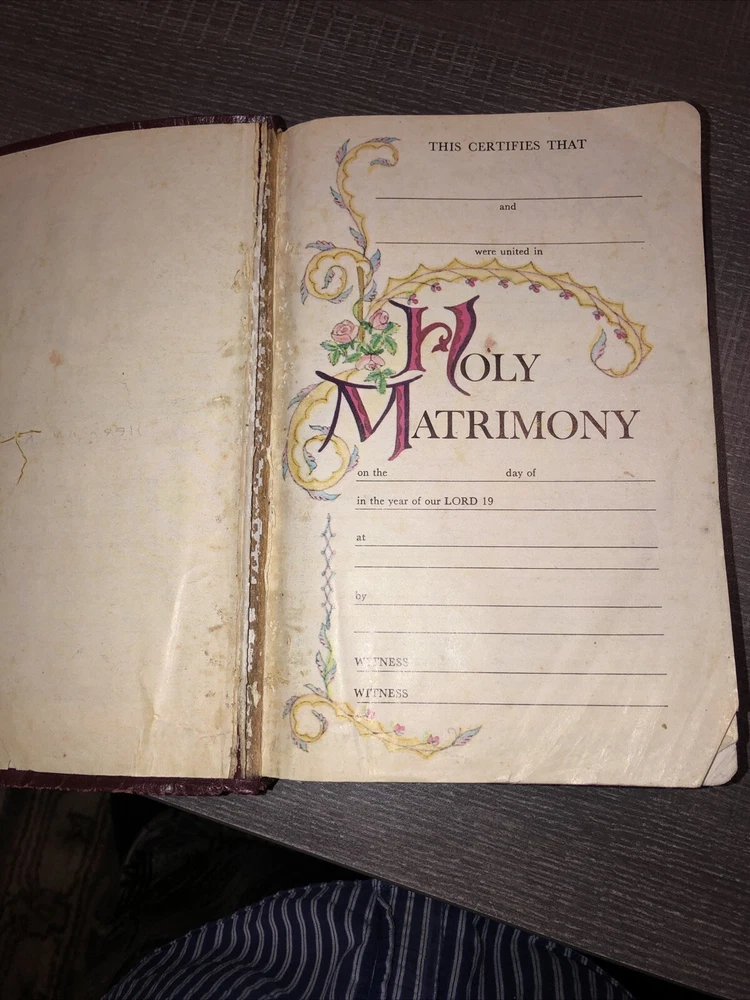 THIS CERTIFIES THAT
and
were united in
HOLY
MATRIMONY
on the day of
in the year of our LORD 19
at
by
WITNESS
WITNESS